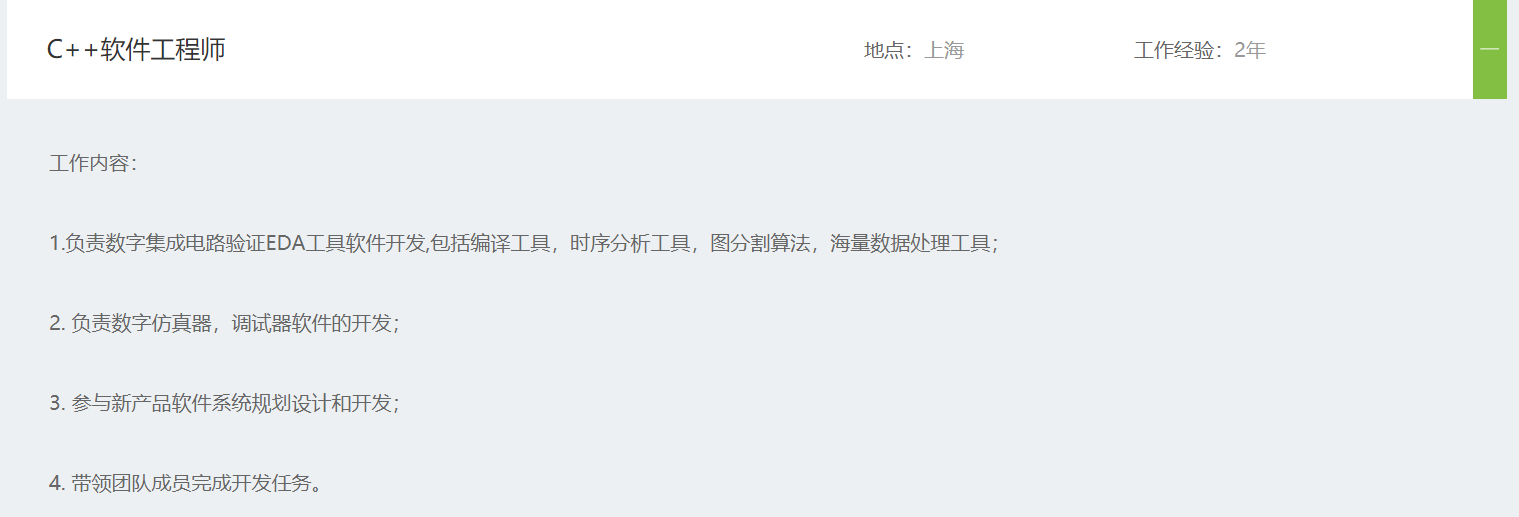 C++软件工程师 地点：上海 工作经验：2年
工作内容：
1.负责数字集成电路验证EDA工具软件开发,包括编译工具，时序分析工具，图分割算法，海量数据处理工具；
2. 负责数字仿真器，调试器软件的开发；
3. 参与新产品软件系统规划设计和开发；
4. 带领团队成员完成开发任务。